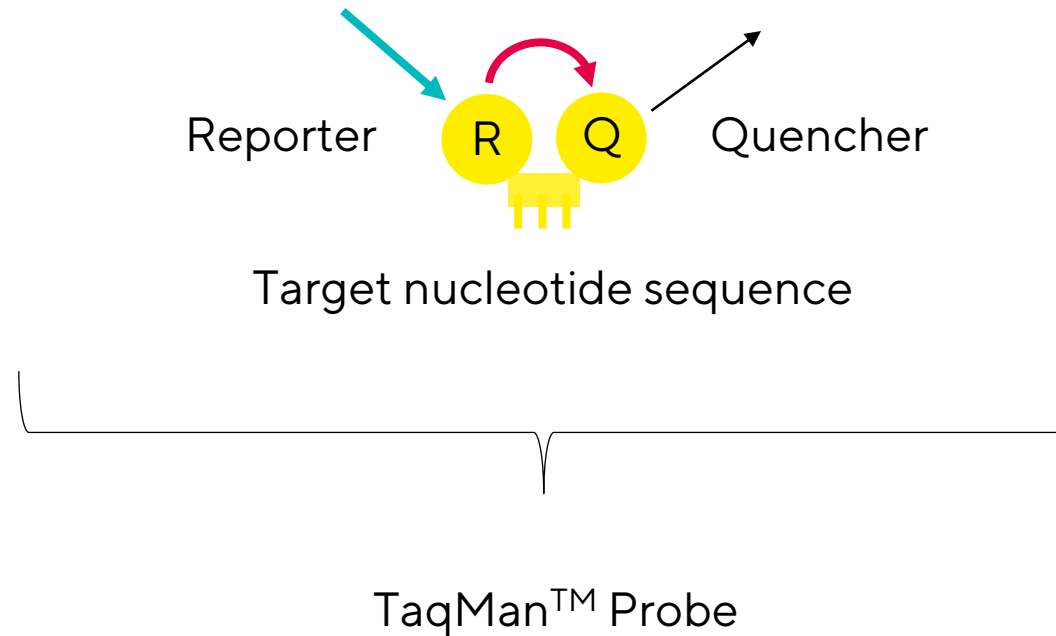 Reporter R Q Quencher
Target nucleotide sequence
TaqMan™ Probe